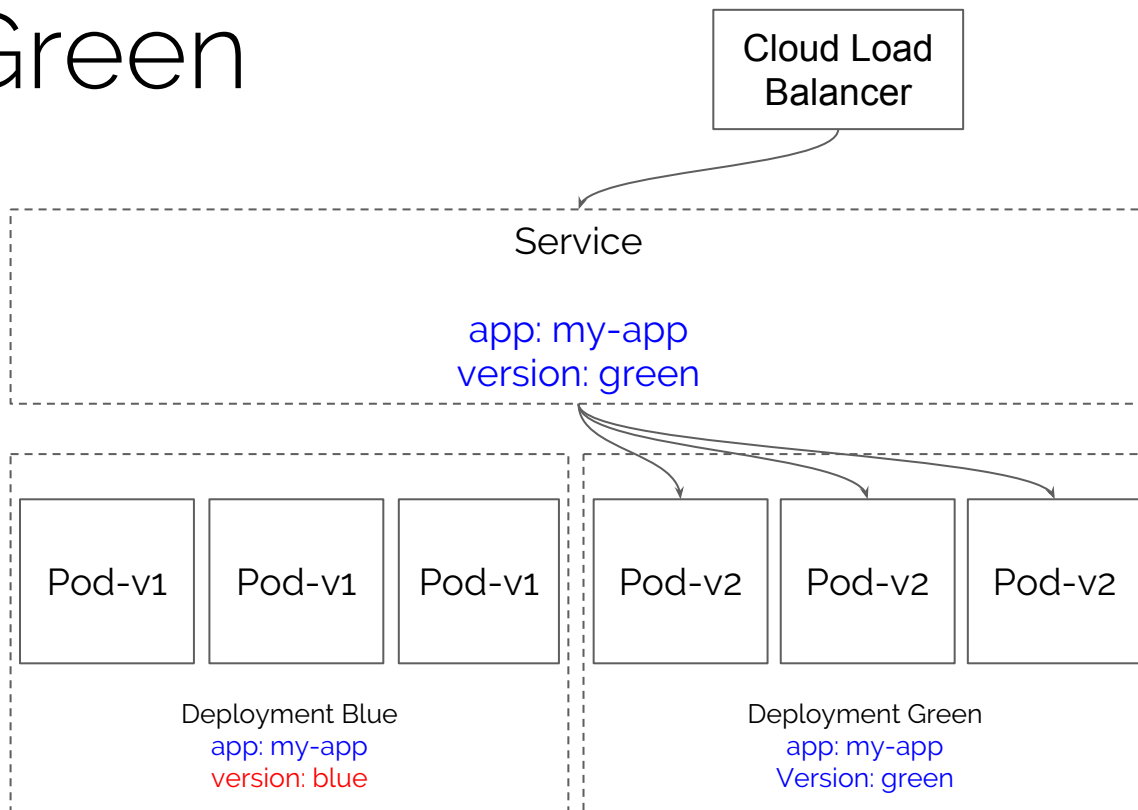 Green
Cloud Load
Balancer
Service
app: my-app
version: green
Pod-v1
Pod-v1
Pod-v1
Pod-v2
Pod-v2
Pod-v2
Deployment Blue
app: my-app
version: blue
Deployment Green
app: my-app
Version: green